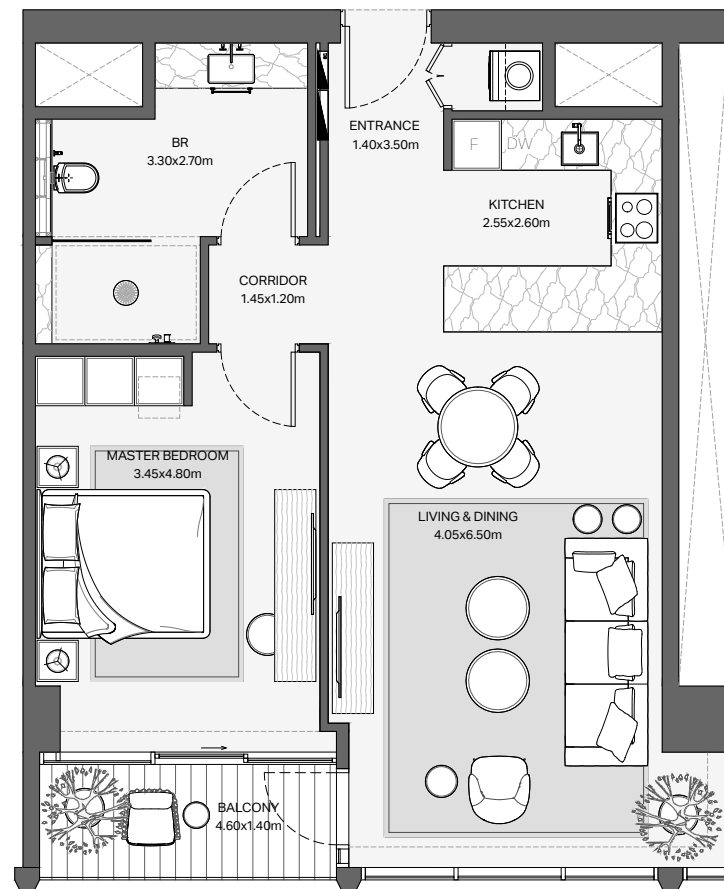 ENTRANCE
1.40x3.50m
BR
3.30x2.70m
F
DW
KITCHEN
2.55x2.60m
CORRIDOR
1.45x1.20m
MASTER BEDROOM
3.45x4.80m
LIVING & DINING
4.05x6.50m
BALCONY
4.60x1.40m